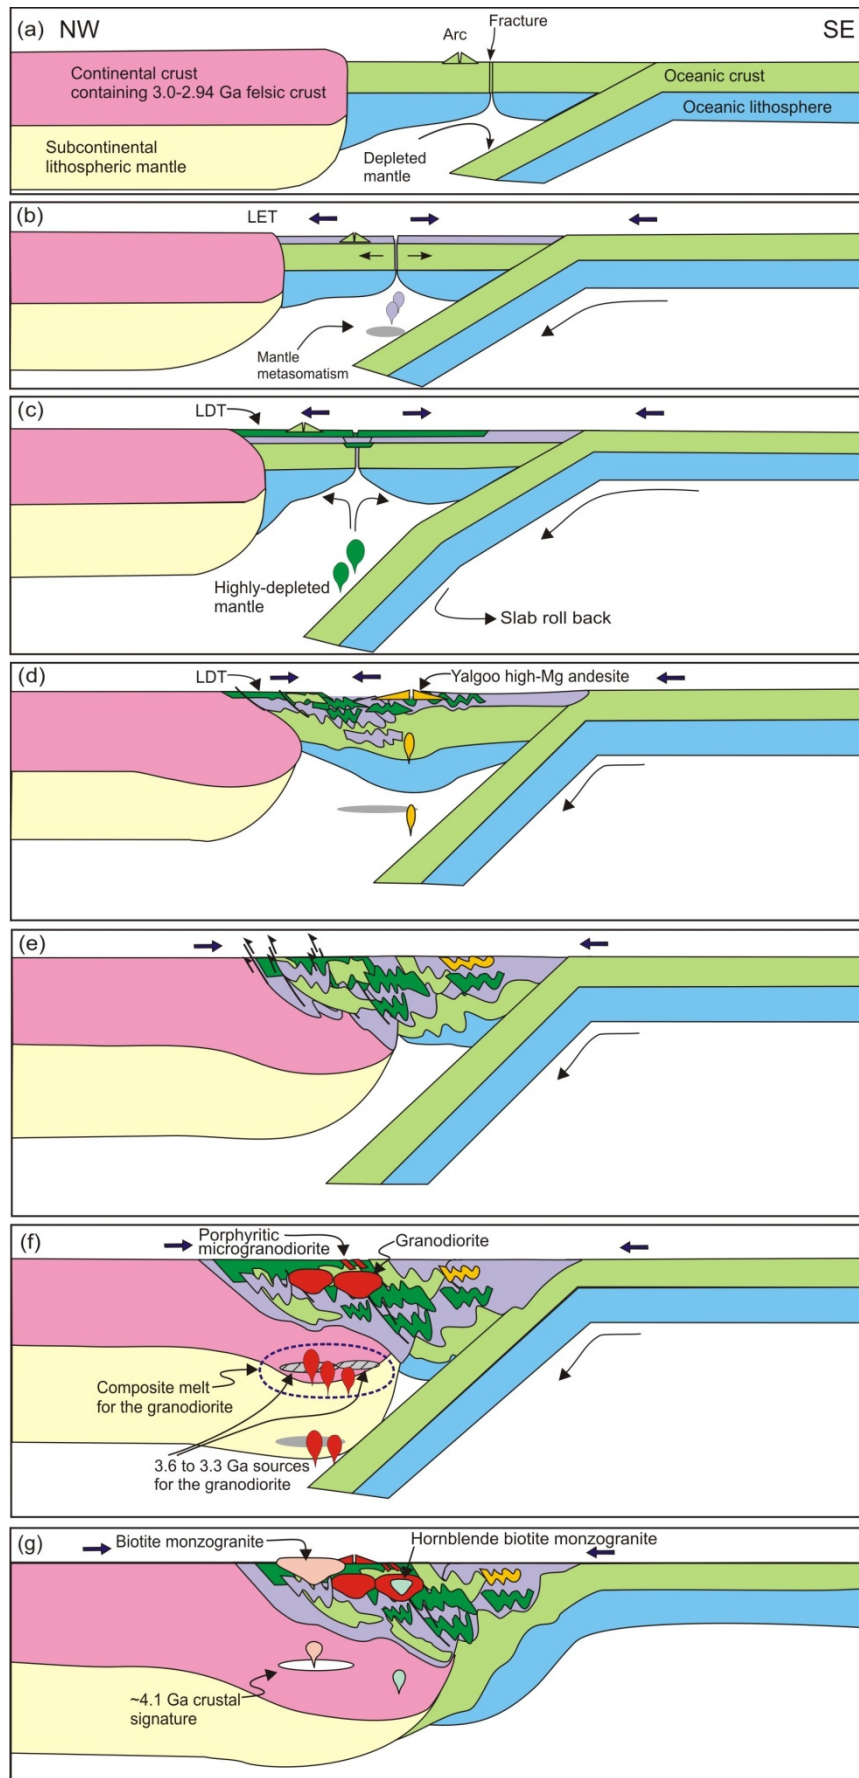 (a) NW
SE
Arc
Fracture
Continental crust
containing 3.0-2.94 Ga felsic crust
Oceanic crust
Oceanic lithosphere
Subcontinental
lithospheric mantle
Depleted
mantle
(b)
LET
Mantle
metasomatism
(c)
LDT
Highly-depleted
mantle
Slab roll back
(d)
LDT
Yalgoo high-Mg andesite
(e)
(f)
Porphyritic
microgranodiorite
Granodiorite
Composite melt
for the granodiorite
3.6 to 3.3 Ga sources
for the granodiorite
(g)
Biotite monzogranite
Hornblende biotite monzogranite
~4.1 Ga crustal
signature